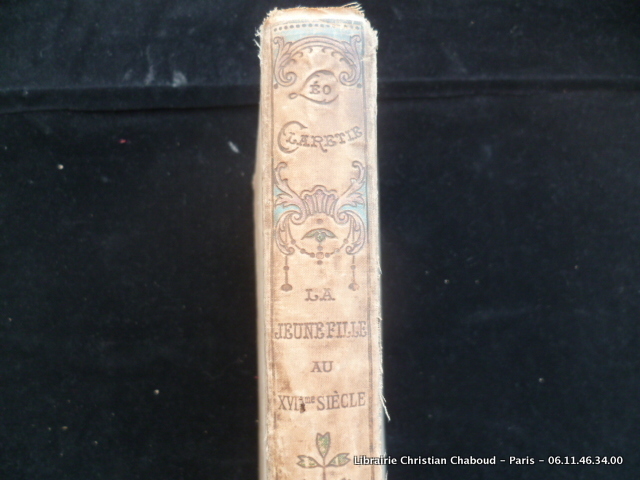 LÉO
CLARETIE
LA
JEUNE FILLE
AU
XVIIme SIÈCLE
Librairie Christian Chaboud - Paris - 06.11.46.34.00